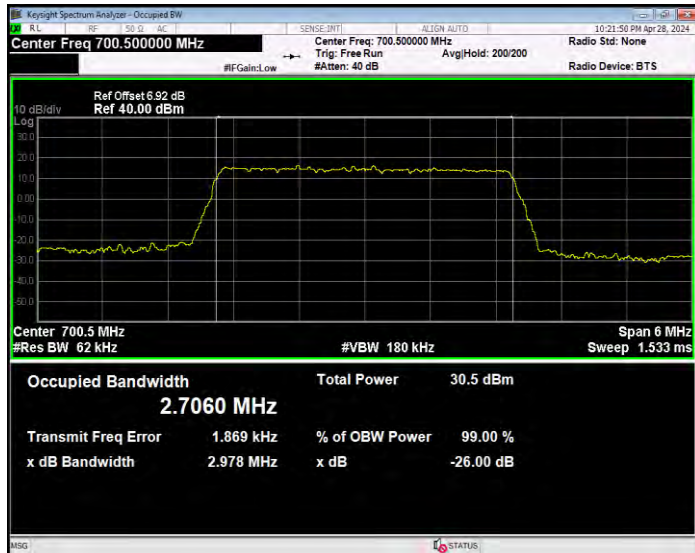 Keysight Spectrum Analyzer - Occupied BW
RL RF 50 Ω AC SENSE:INT ALIGN AUTO 10:21:50 PM Apr 28, 2024
Center Freq 700.500000 MHz Center Freq: 700.500000 MHz Radio Std: None
Trig: Free Run Avg|Hold: 200/200
#IFGain:Low #Atten: 40 dB Radio Device: BTS
Ref Offset 6.92 dB
10 dB/div Ref 40.00 dBm
Log
30.0
20.0
10.0
0.00
-10.0
-20.0
-30.0
-40.0
-50.0
Center 700.5 MHz Span 6 MHz
#Res BW 62 kHz #VBW 180 kHz Sweep 1.533 ms
Occupied Bandwidth Total Power 30.5 dBm
2.7060 MHz
Transmit Freq Error 1.869 kHz % of OBW Power 99.00 %
x dB Bandwidth 2.978 MHz x dB -26.00 dB
MSG STATUS